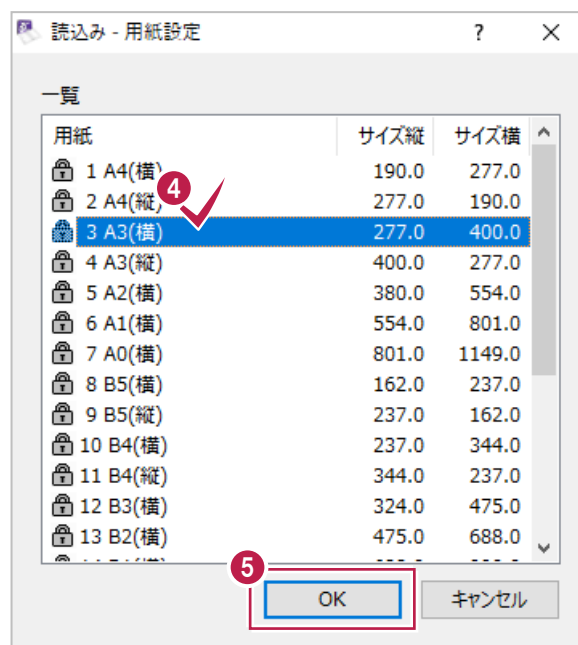 読込み - 用紙設定 ? ×
一覧
用紙 サイズ縦 サイズ横
1 A4(横) 190.0 277.0
4
2 A4(縦) 277.0 190.0
3 A3(横) 277.0 400.0
4 A3(縦) 400.0 277.0
5 A2(横) 380.0 554.0
6 A1(横) 554.0 801.0
7 A0(横) 801.0 1149.0
8 B5(横) 162.0 237.0
9 B5(縦) 237.0 162.0
10 B4(横) 237.0 344.0
11 B4(縦) 344.0 237.0
12 B3(横) 324.0 475.0
13 B2(横) 475.0 688.0
5
OK キャンセル